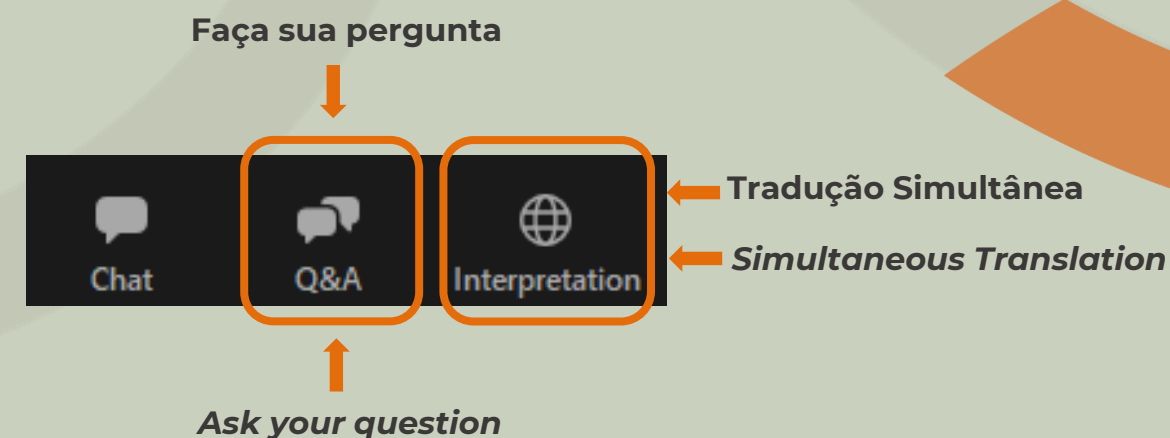 Faça sua pergunta
Chat
Q&A
Interpretation
Tradução Simultânea
Simultaneous Translation
Ask your question